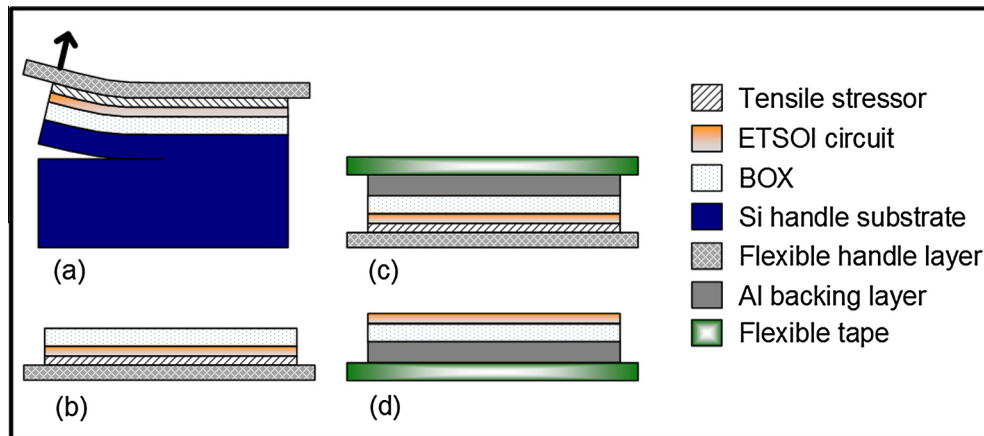 (a)
(b)
(c)
(d)
Tensile stressor
ETSOI circuit
BOX
Si handle substrate
Flexible handle layer
Al backing layer
Flexible tape